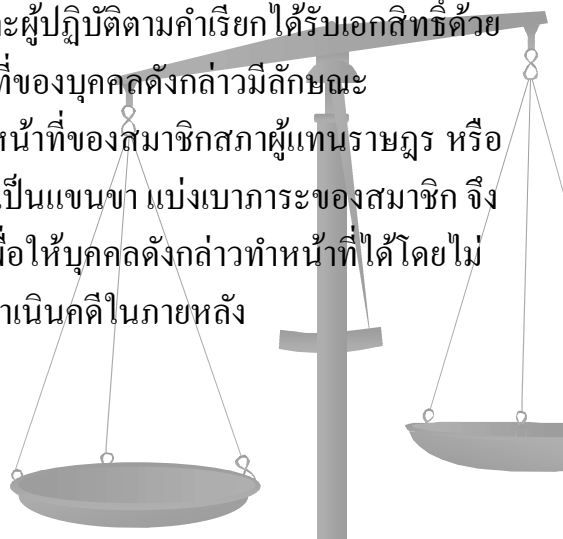 ะผู้ปฏิบัติตามคำเรียกได้รับเอกสิทธิ์ด้วย
ที่ของบุคคลดังกล่าวมีลักษณะ
หน้าที่ของสมาชิกสภาผู้แทนราษฎร หรือ
เป็นแขนขา แบ่งเบาภาระของสมาชิก จึง
ื่อให้บุคคลดังกล่าวทำหน้าที่ได้โดยไม่
าเนินคดีในภายหลัง